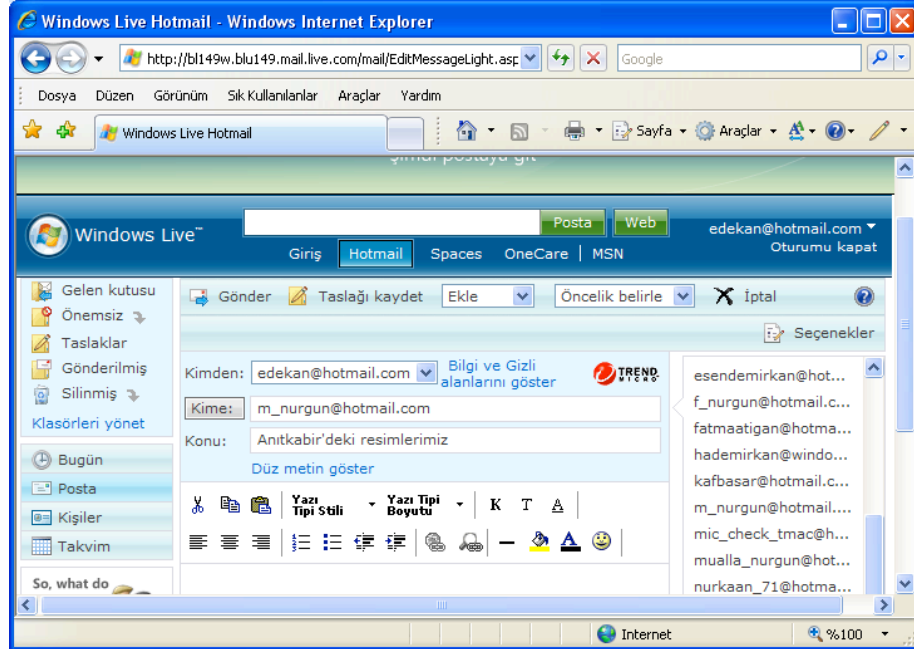 Windows Live Hotmail - Windows Internet Explorer
http://bl149w.blu149.mail.live.com/mail/EditMessageLight.asp
Google
Dosya Düzen Görünüm Sık Kullanılanlar Araçlar Yardım
Windows Live Hotmail
Sayfa Araçlar
Şimdi postaya git
Windows Live™
Posta Web
edekan@hotmail.com
Giriş Hotmail Spaces OneCare MSN
Oturumu kapat
Gelen kutusu
Önemsiz
Taslaklar
Gönderilmiş
Silinmiş
Klasörleri yönet
Bugün
Posta
Kişiler
Takvim
So, what do
Gönder Taslağı kaydet Ekle Öncelik belirle İptal
Seçenekler
Kimden: edekan@hotmail.com Bilgi ve Gizli alanlarını göster
TREND MICRO
Kime: m_nurgun@hotmail.com
Konu: Anıtkabir'deki resimlerimiz
Düz metin göster
Yazı Tipi Stili Yazı Tipi Boyutu K T A
A
esendemirkan@hot...
f_nurgun@hotmail.c...
fatmaatigan@hotma...
hademirkan@windo...
kafbasar@hotmail.c...
m_nurgun@hotmail....
mic_check_tmac@h...
mualla_nurgun@hot...
nurkaan_71@hotma...
Internet %100